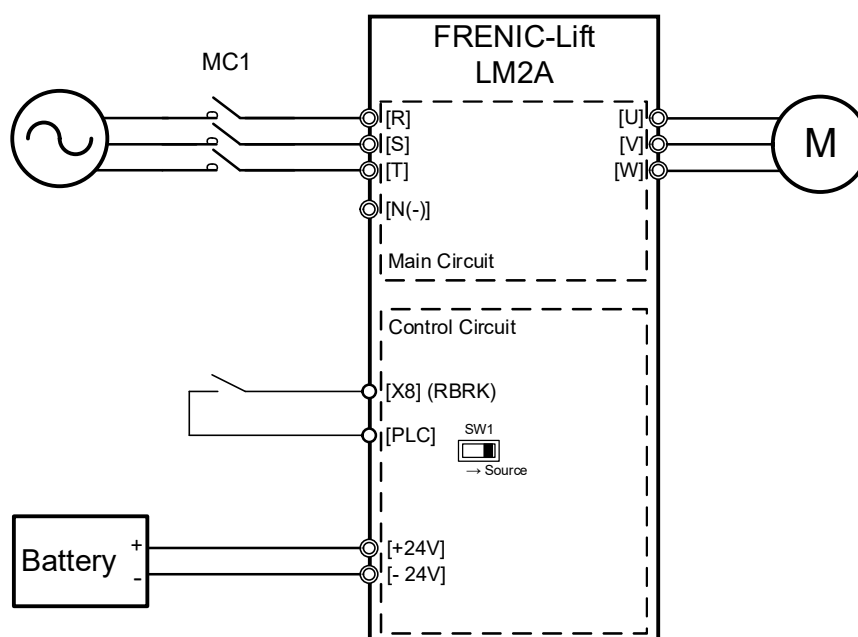 FRENIC-Lift
LM2A
MC1
[R]
[S]
[T]
[N(-)]
[U]
[V]
[W]
M
Main Circuit
Control Circuit
[X8] (RBRK)
[PLC]
SW1
→ Source
Battery
+
-
[+24V]
[- 24V]